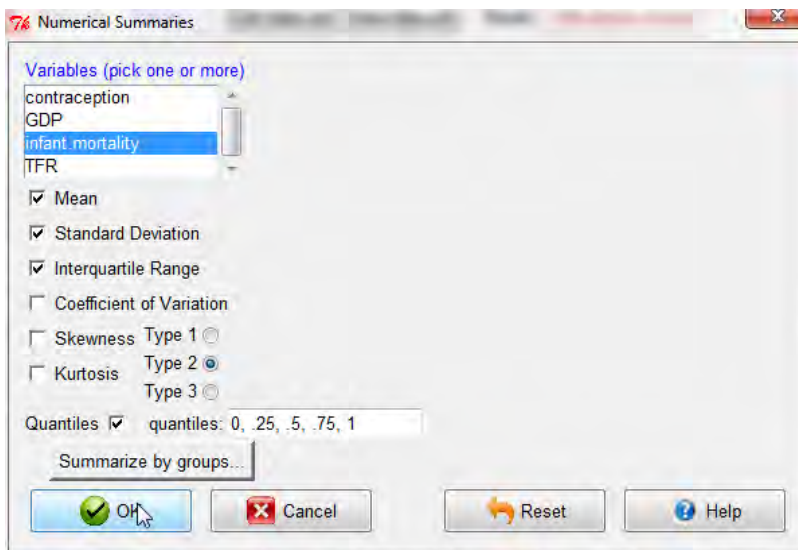 Numerical Summaries
Variables (pick one or more)
contraception
GDP
infant.mortality
TFR
Mean
Standard Deviation
Interquartile Range
Coefficient of Variation
Skewness Type 1
Type 2
Kurtosis
Type 3
Quantiles quantiles: 0, .25, .5, .75, 1
Summarize by groups...
OK Cancel Reset Help